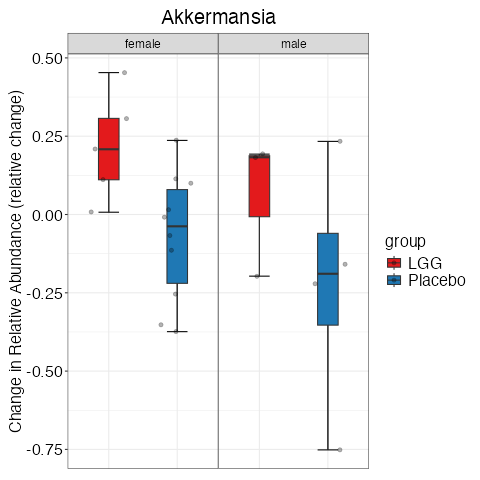 Akkermansia
female
male
Change in Relative Abundance (relative change)
0.50
0.25
0.00
-0.25
-0.50
-0.75
group
LGG
Placebo